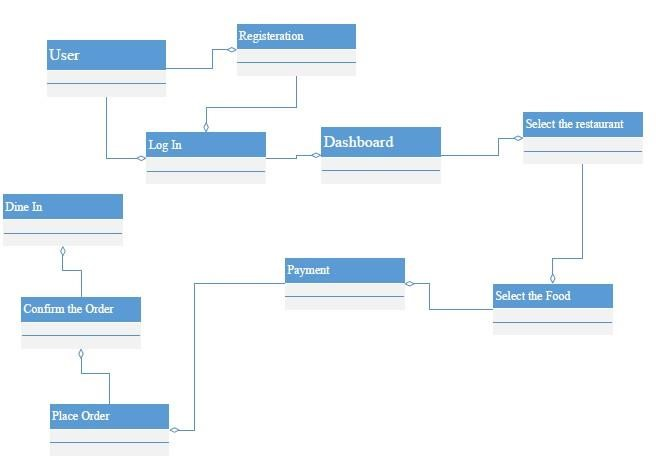 Registeration
User
Log In
Dashboard
Select the restaurant
Dine In
Payment
Select the Food
Confirm the Order
Place Order